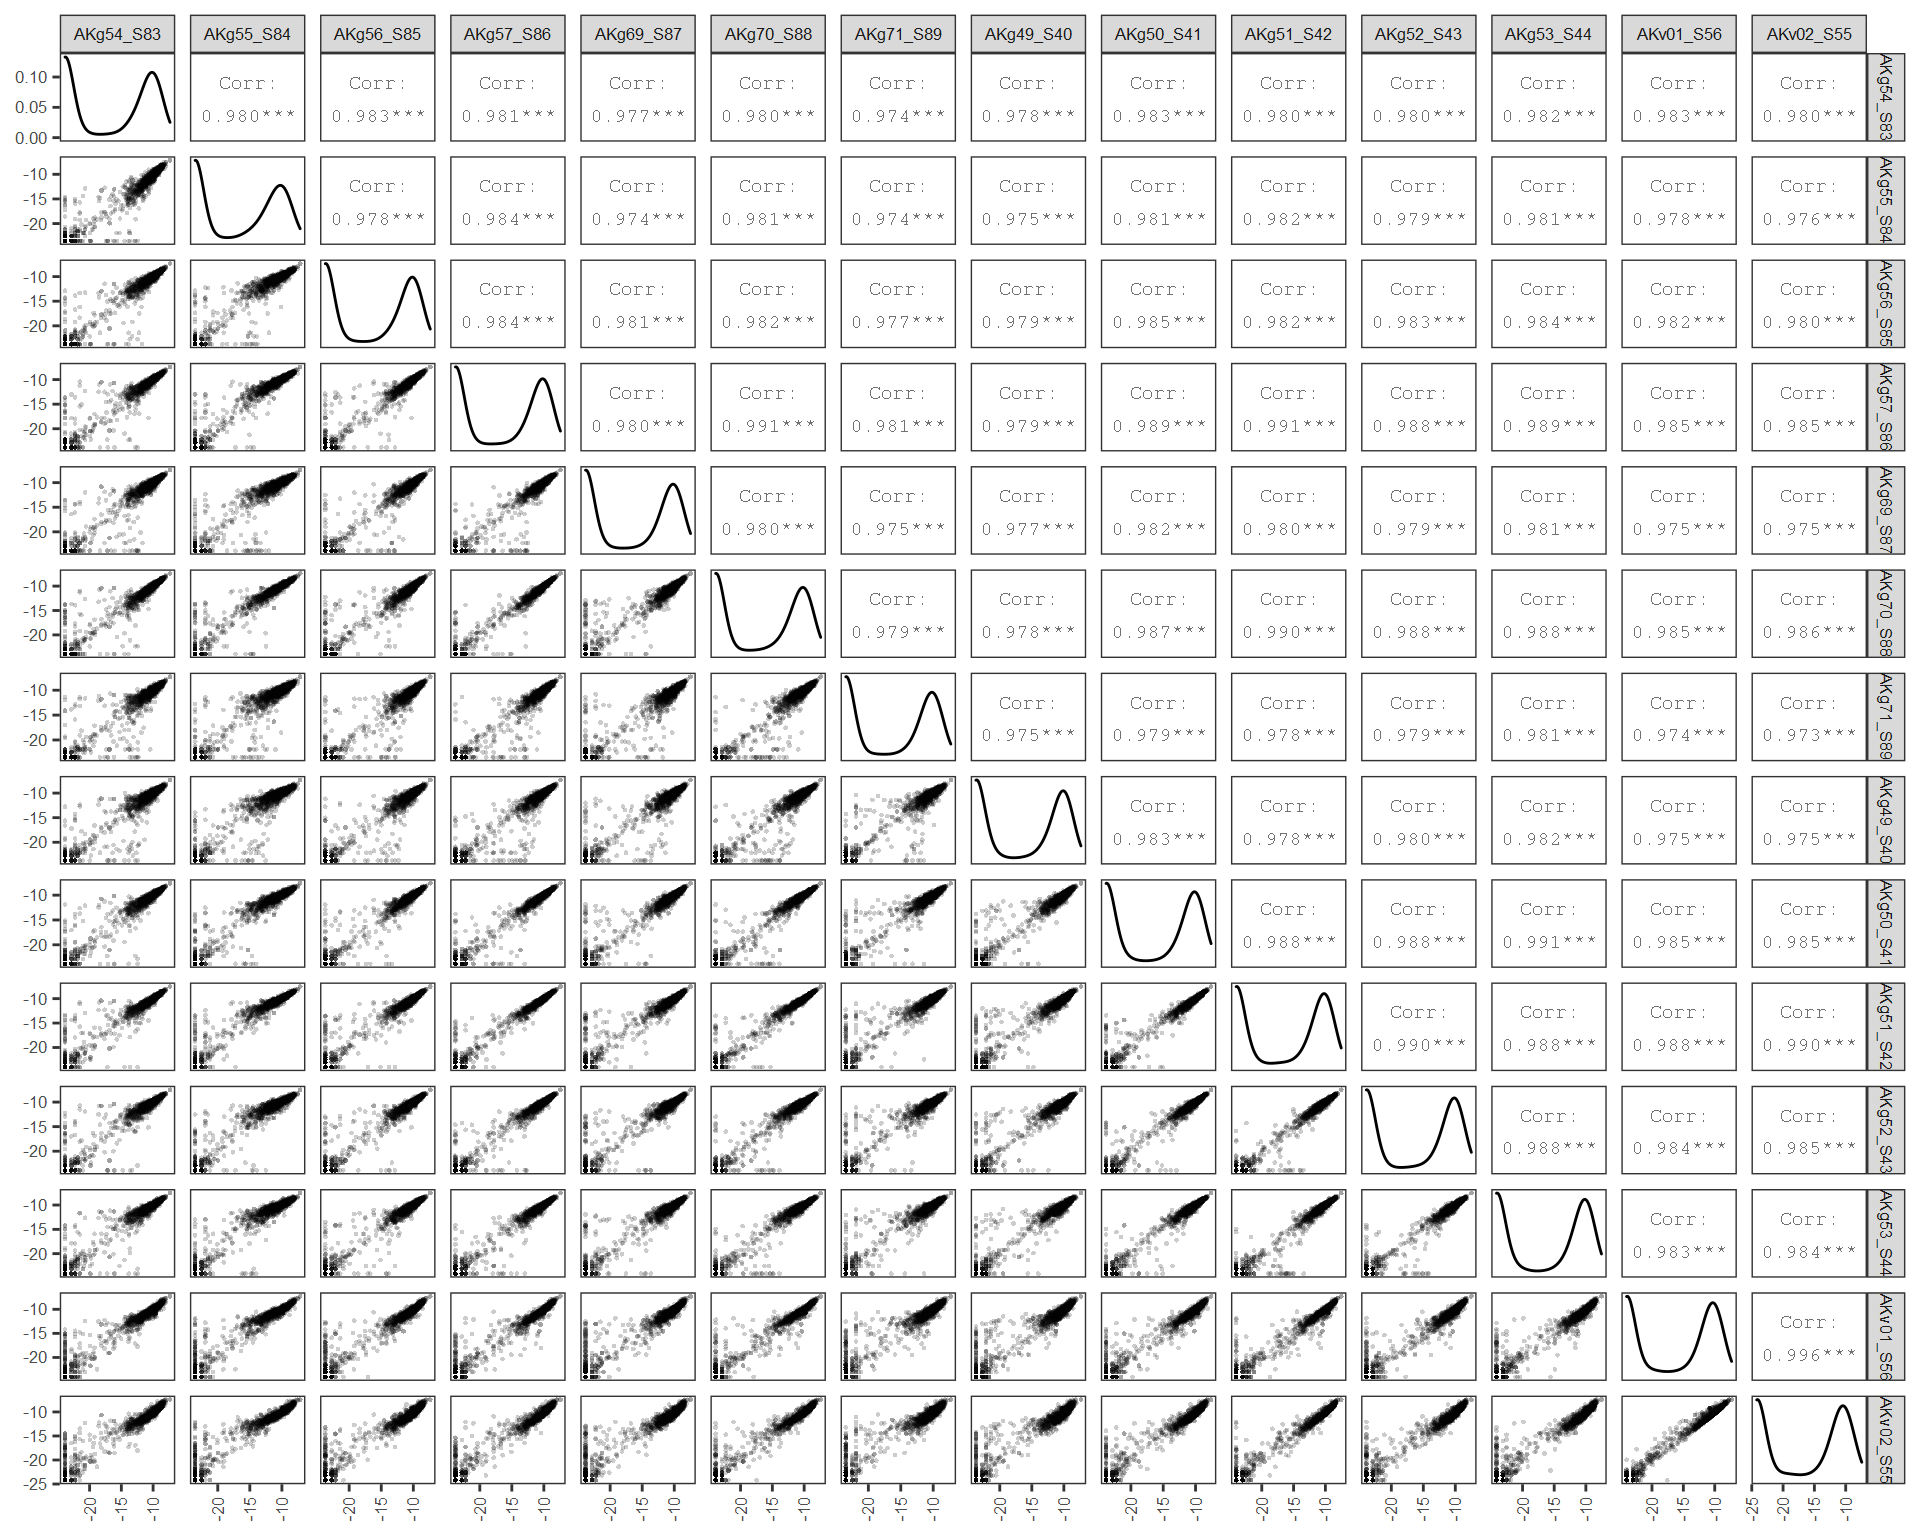 AKg54_S83 AKg55_S84 AKg56_S85 AKg57_S86 AKg69_S87 AKg70_S88 AKg71_S89 AKg49_S40 AKg50_S41 AKg51_S42 AKg52_S43 AKg53_S44 AKv01_S56 AKv02_S55
0.10
0.05
0.00
Corr: Corr: Corr: Corr: Corr: Corr: Corr: Corr: Corr: Corr: Corr: Corr: Corr:
0.980*** 0.983*** 0.981*** 0.977*** 0.980*** 0.974*** 0.978*** 0.983*** 0.980*** 0.980*** 0.982*** 0.983*** 0.980***
AKg54_S83
-10
-15
-20
Corr: Corr: Corr: Corr: Corr: Corr: Corr: Corr: Corr: Corr: Corr: Corr:
0.978*** 0.984*** 0.974*** 0.981*** 0.974*** 0.975*** 0.981*** 0.982*** 0.979*** 0.981*** 0.978*** 0.976***
AKg55_S84
-10
-15
-20
Corr: Corr: Corr: Corr: Corr: Corr: Corr: Corr: Corr: Corr: Corr:
0.984*** 0.981*** 0.982*** 0.977*** 0.979*** 0.985*** 0.982*** 0.983*** 0.984*** 0.982*** 0.980***
AKg56_S85
-10
-15
-20
Corr: Corr: Corr: Corr: Corr: Corr: Corr: Corr: Corr: Corr:
0.980*** 0.991*** 0.981*** 0.979*** 0.989*** 0.991*** 0.988*** 0.989*** 0.985*** 0.985***
AKg57_S86
-10
-15
-20
Corr: Corr: Corr: Corr: Corr: Corr: Corr: Corr: Corr:
0.980*** 0.975*** 0.977*** 0.982*** 0.980*** 0.979*** 0.981*** 0.975*** 0.975***
AKg69_S87
-10
-15
-20
Corr: Corr: Corr: Corr: Corr: Corr: Corr: Corr:
0.979*** 0.978*** 0.987*** 0.990*** 0.988*** 0.988*** 0.985*** 0.986***
AKg70_S88
-10
-15
-20
Corr: Corr: Corr: Corr: Corr: Corr: Corr:
0.975*** 0.979*** 0.978*** 0.979*** 0.981*** 0.974*** 0.973***
AKg71_S89
-10
-15
-20
Corr: Corr: Corr: Corr: Corr: Corr:
0.983*** 0.978*** 0.980*** 0.982*** 0.975*** 0.975***
AKg49_S40
-10
-15
-20
Corr: Corr: Corr: Corr: Corr:
0.988*** 0.988*** 0.991*** 0.985*** 0.985***
AKg50_S41
-10
-15
-20
Corr: Corr: Corr: Corr:
0.990*** 0.988*** 0.988*** 0.990***
AKg51_S42
-10
-15
-20
Corr: Corr: Corr:
0.988*** 0.984*** 0.985***
AKg52_S43
-10
-15
-20
Corr: Corr:
0.983*** 0.984***
AKg53_S44
-10
-15
-20
Corr:
0.996***
AKv01_S56
-10
-15
-20
-25
AKv02_S55
-20 -15 -10 -20 -15 -10 -20 -15 -10 -20 -15 -10 -20 -15 -10 -20 -15 -10 -20 -15 -10 -20 -15 -10 -20 -15 -10 -20 -15 -10 -20 -15 -10 -20 -15 -10 -20 -15 -10 -25 -20 -15 -10